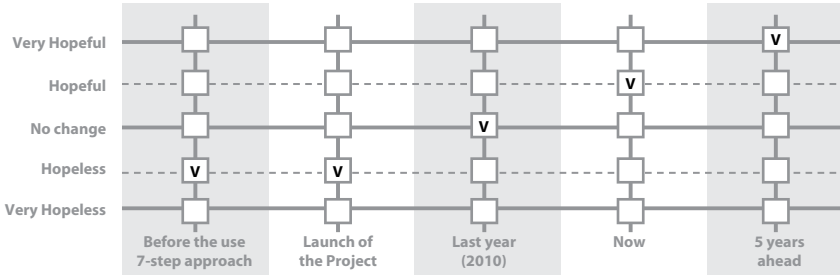 Very Hopeful
V
Hopeful
V
No change
V
Hopeless
V V
Very Hopeless
Before the use
7-step approach
Launch of
the Project
Last year
(2010)
Now
5 years
ahead